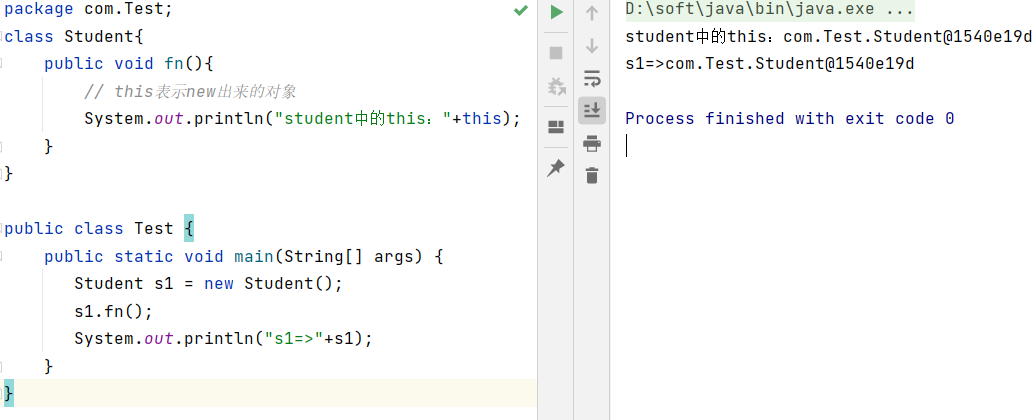 package com.Test;
class Student{
public void fn(){
// this表示new出来的对象
System.out.println("student中的this："+this);
}
}
public class Test {
public static void main(String[] args) {
Student s1 = new Student();
s1.fn();
System.out.println("s1=>"+s1);
}
}
D:\soft\java\bin\java.exe ...
student中的this：com.Test.Student@1540e19d
s1=>com.Test.Student@1540e19d
Process finished with exit code 0